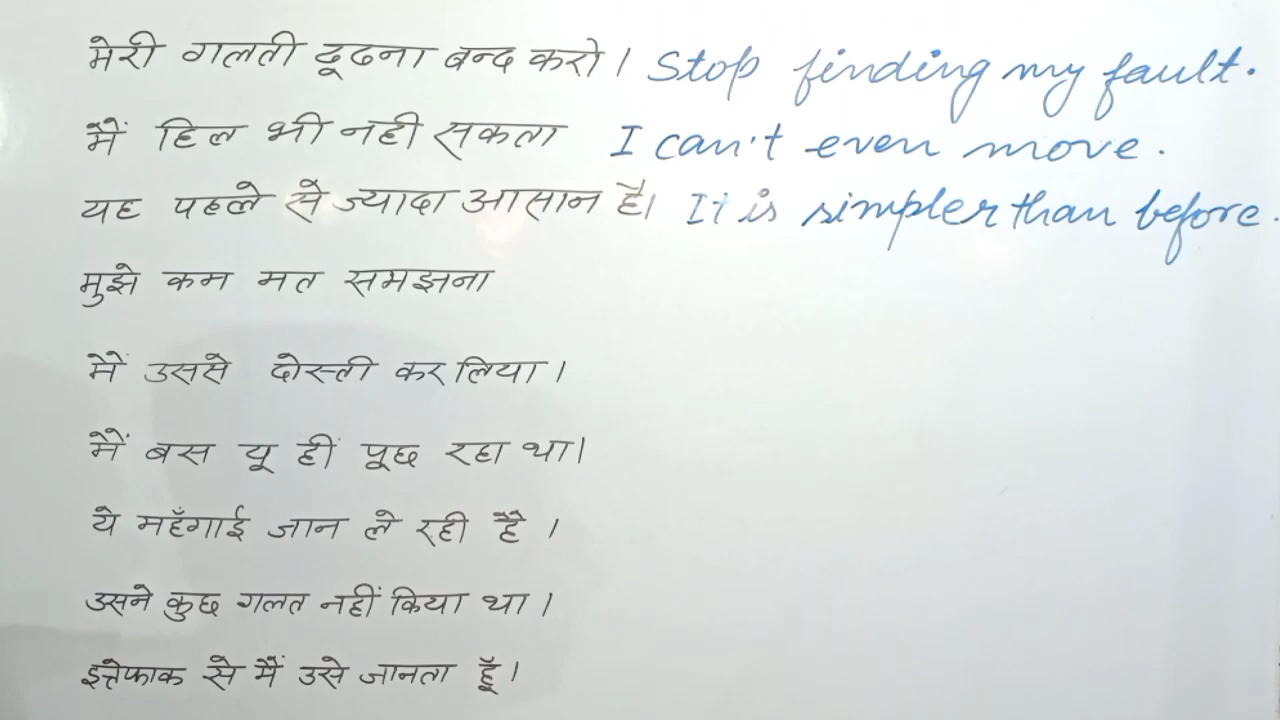 मेरी गलती ढूढना बन्द करो। Stop finding my fault.
मैं हिल भी नही सकता I can't even move.
यह पहले से ज्यादा आसान है। It is simpler than before.
मुझे कम मत समझना
मैं उससे दोस्ती कर लिया।
मैं बस यू हीं पूछ रहा था।
ये महँगाई जान ले रही है।
उसने कुछ गलत नहीं किया था।
इत्तेफाक से मैं उसे जानता हूँ।